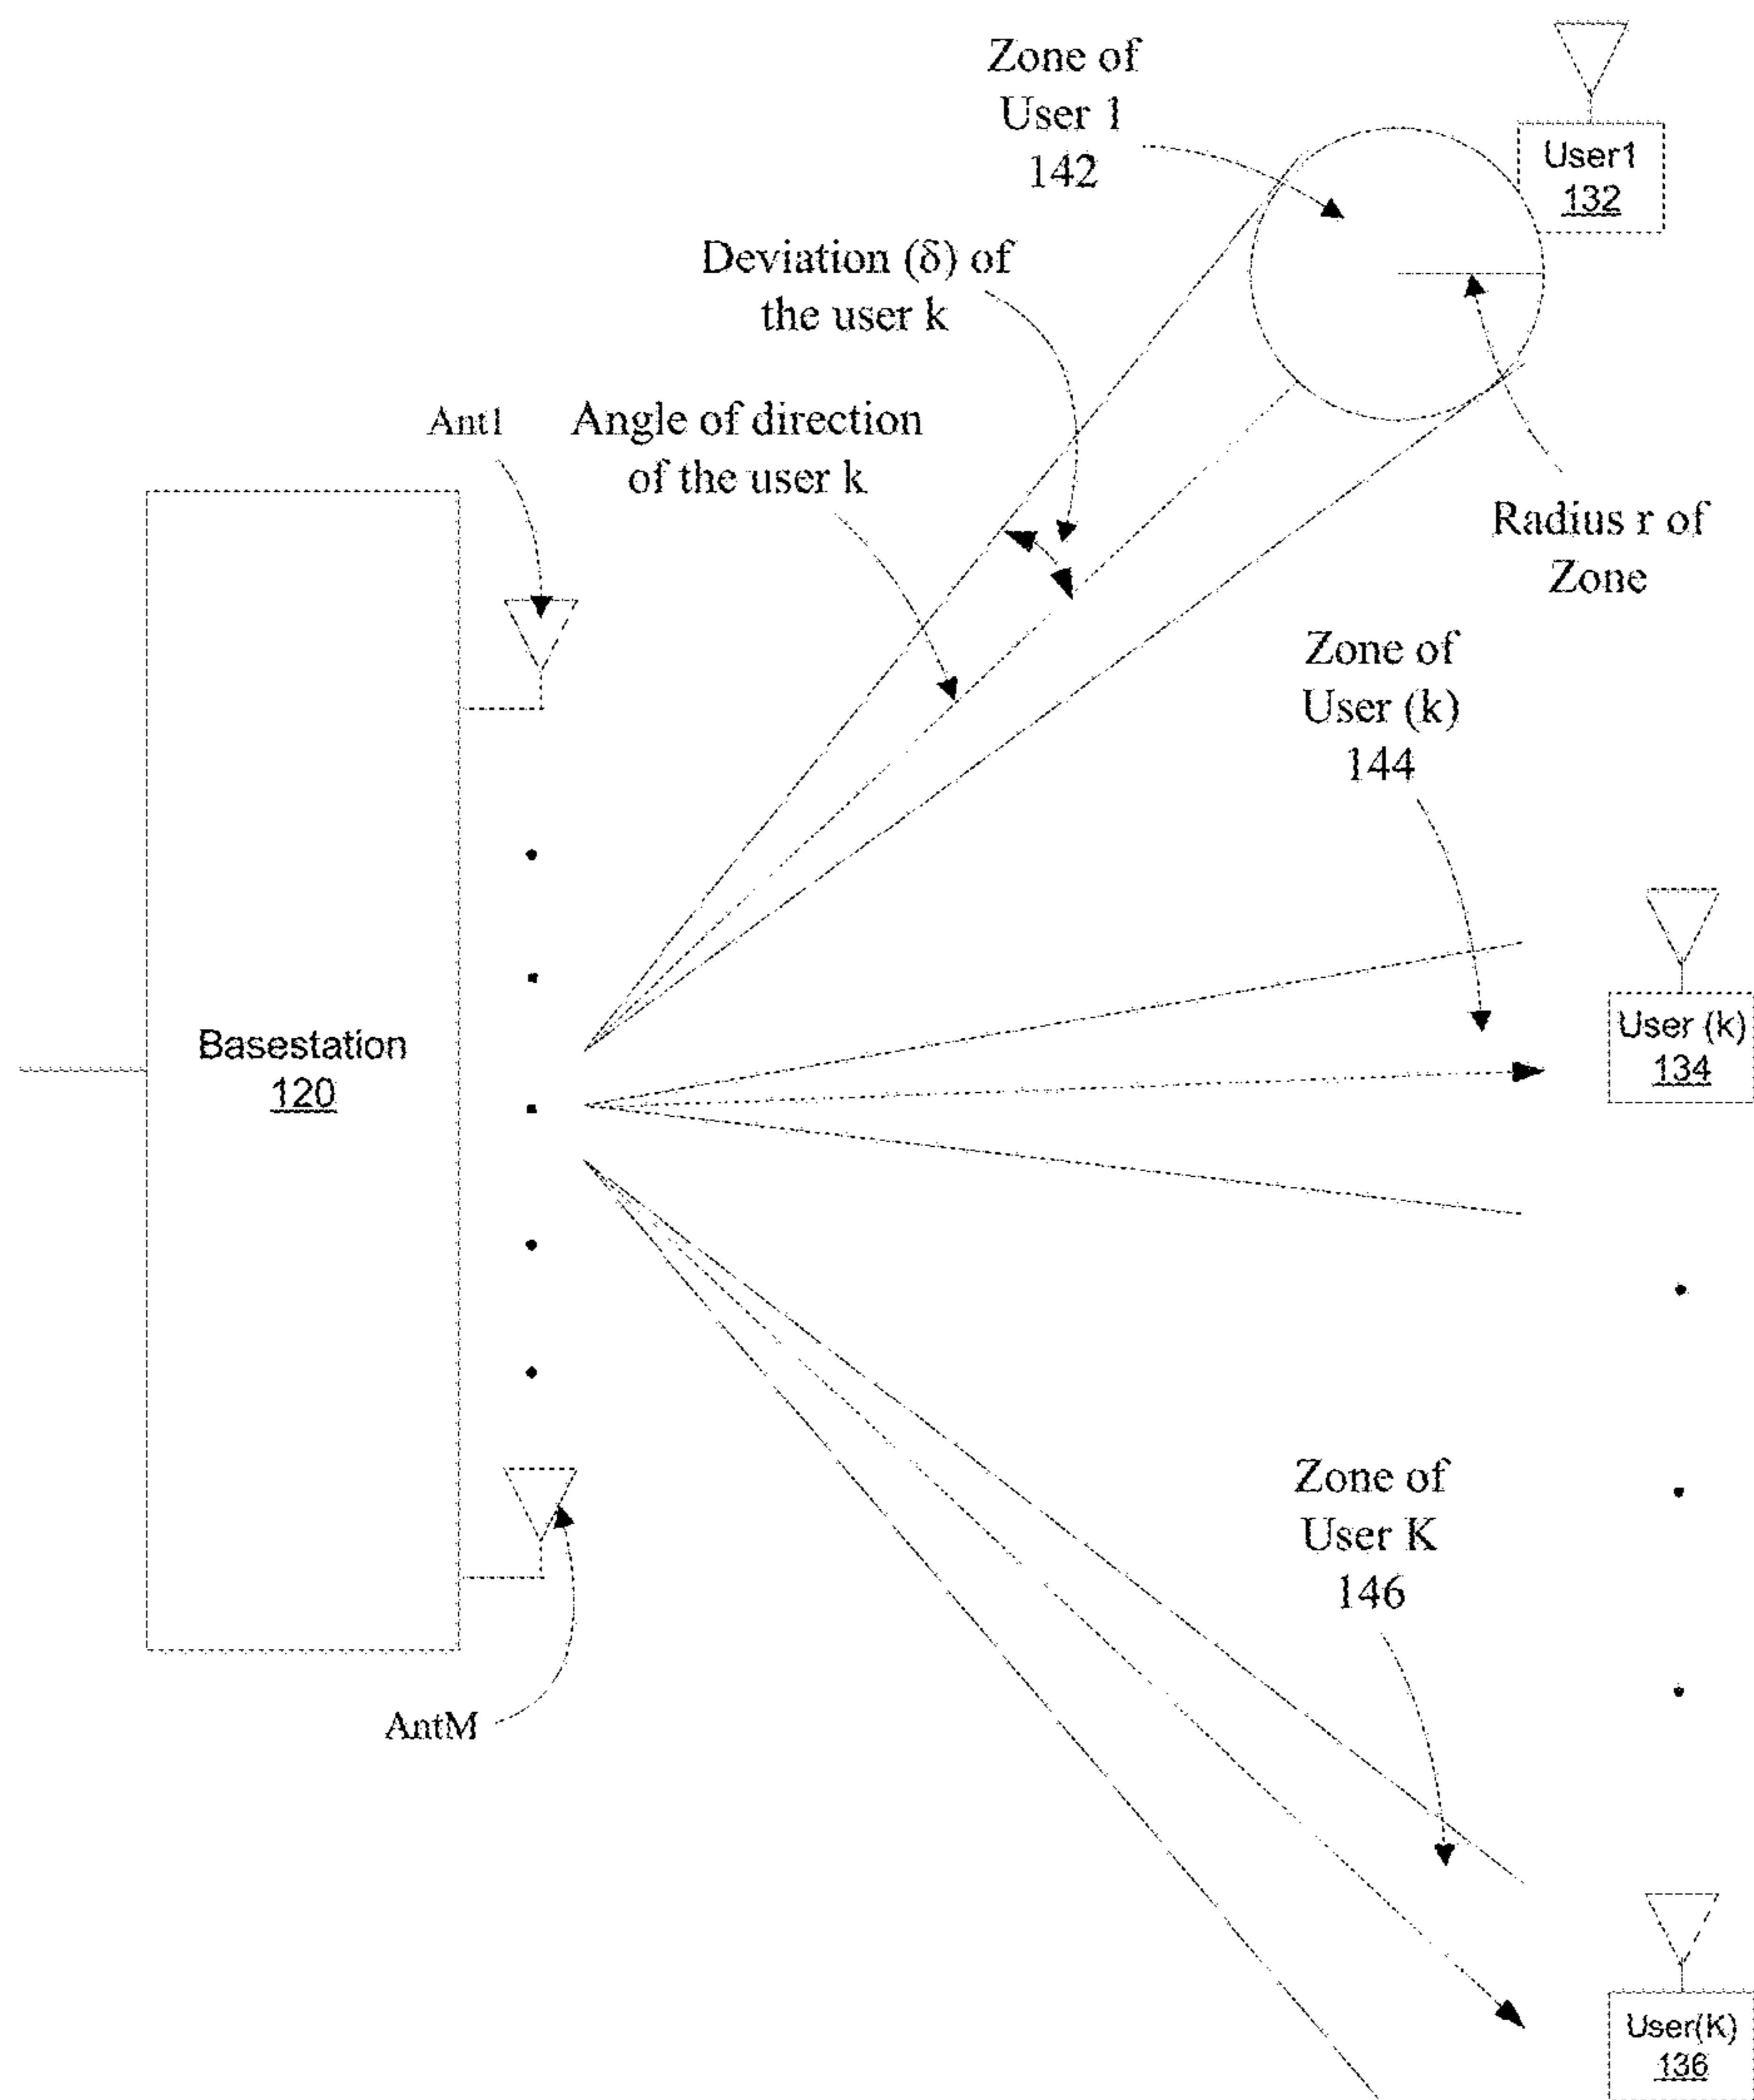 Zone of
User 1
142
User1
132
Deviation (δ) of
the user k
Ant1
Angle of direction
of the user k
Radius r of
Zone
Zone of
User (k)
144
Basestation
120
User (k)
134
Zone of
User K
146
AntM
User(K)
136